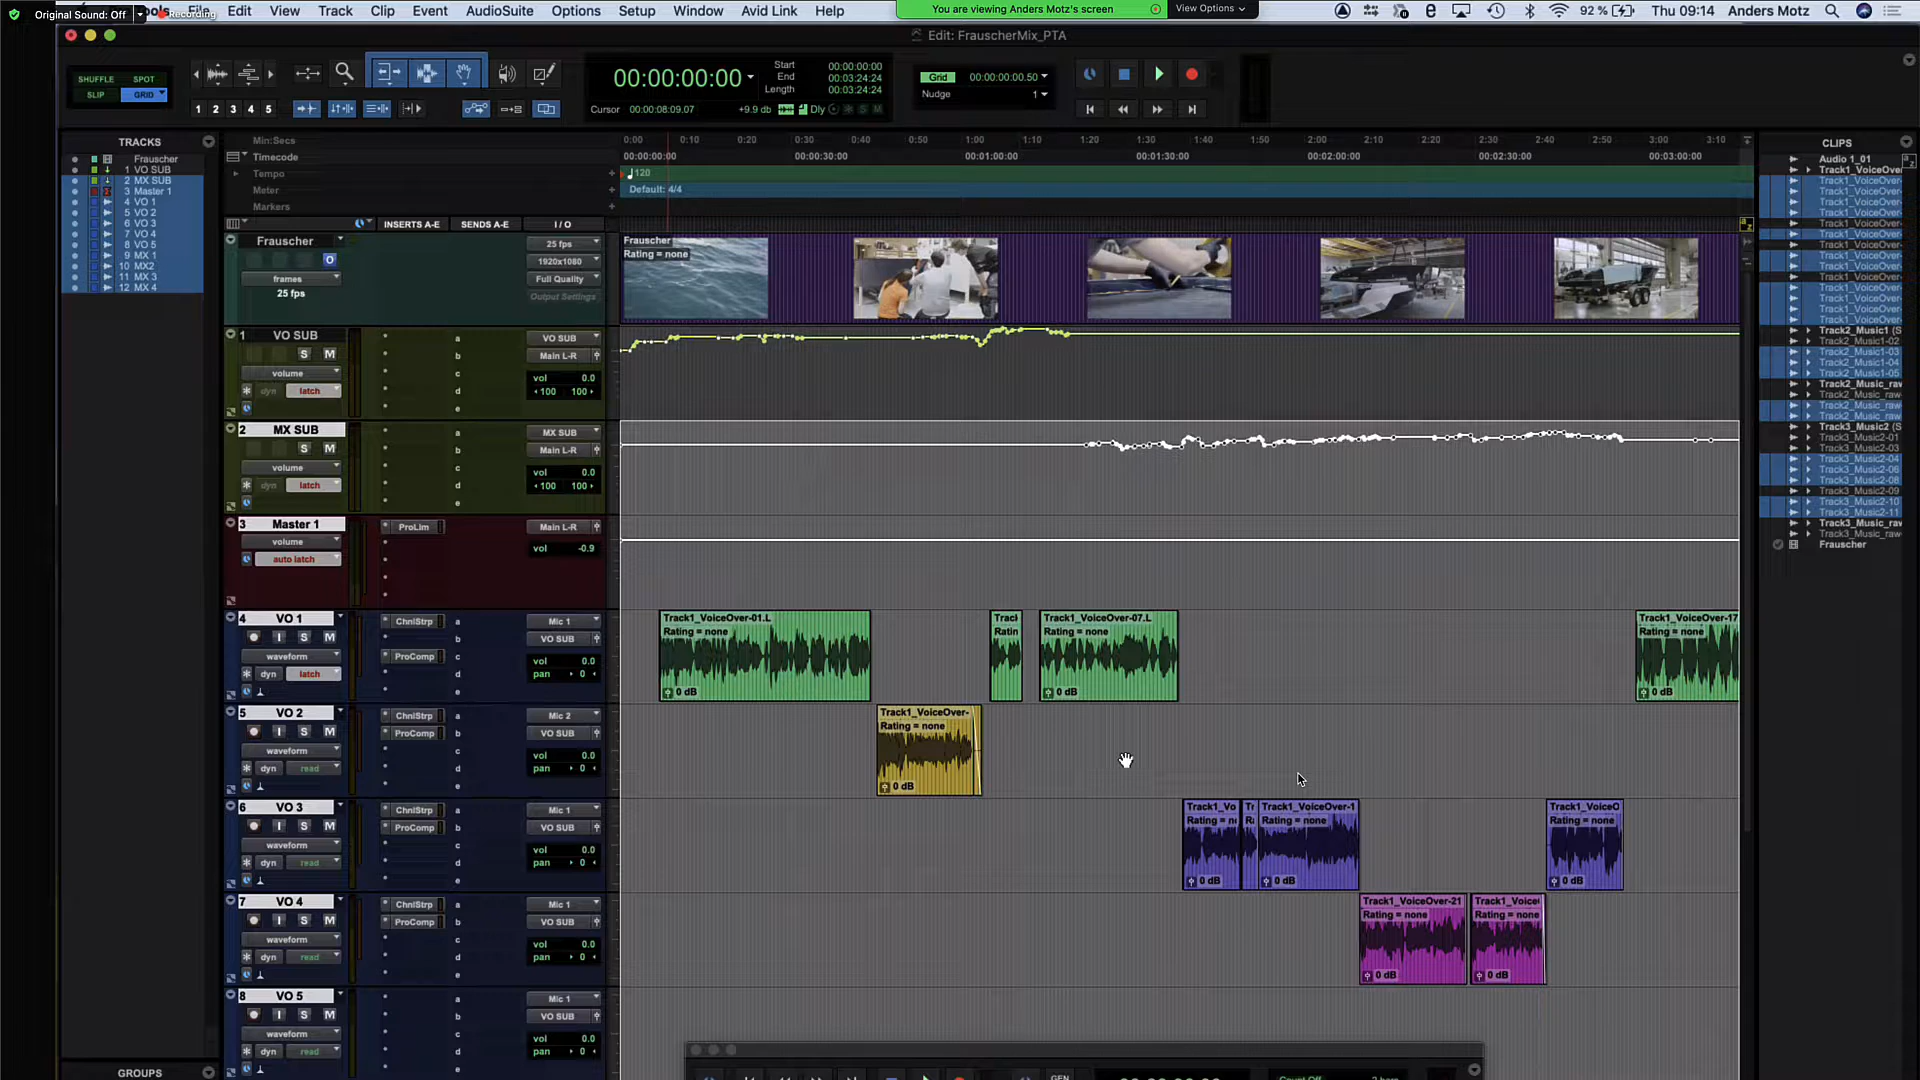 Original Sound: Off
Recording
Edit View Track Clip Event AudioSuite Options Setup Window Avid Link Help
You are viewing Anders Motz's screen
View Options
92 % Thu 09:14 Anders Motz
Edit: FrauscherMix_PTA
SHUFFLE SPOT
SLIP GRID
1 2 3 4 5
00:00:00:00
Start 00:00:00:00
End 00:03:24:24
Length 00:03:24:24
Cursor 00:00:08:09.07 +9.9 db Dly S M
Grid 00:00:00:00.50
Nudge 1
TRACKS
Frauscher
1 VO SUB
2 MX SUB
3 Master 1
4 VO 1
5 VO 2
6 VO 3
7 VO 4
8 VO 5
9 MX 1
10 MX2
11 MX 3
12 MX 4
GROUPS
Min:Secs 0:00 0:10 0:20 0:30 0:40 0:50 1:00 1:10 1:20 1:30 1:40 1:50 2:00 2:10 2:20 2:30 2:40 2:50 3:00 3:10
Timecode 00:00:00:00 00:00:30:00 00:01:00:00 00:01:30:00 00:02:00:00 00:02:30:00 00:03:00:00
Tempo 120
Meter Default: 4/4
Markers
INSERTS A-E SENDS A-E I / O
Frauscher
O
frames
25 fps
25 fps
1920x1080
Full Quality
Output Settings
Frauscher
Rating = none
1 VO SUB
S M
volume
dyn latch
a
b
c
d
e
VO SUB
Main L-R
vol 0.0
100 100
2 MX SUB
S M
volume
dyn latch
a
b
c
d
e
MX SUB
Main L-R
vol 0.0
100 100
3 Master 1
volume
auto latch
ProLim
Main L-R
vol -0.9
4 VO 1
I S M
waveform
dyn latch
ChnlStrp
ProComp
a
b
c
d
e
Mic 1
VO SUB
vol 0.0
pan 0
Track1_VoiceOver-01.L
Rating = none
0 dB
Track1_VoiceOver-07.L
Rating = none
0 dB
Track1_VoiceOver-17
Rating = none
0 dB
5 VO 2
I S M
waveform
dyn read
ChnlStrp
ProComp
a
b
c
d
e
Mic 2
VO SUB
vol 0.0
pan 0
Track1_VoiceOver-
Rating = none
0 dB
6 VO 3
I S M
waveform
dyn read
ChnlStrp
ProComp
a
b
c
d
e
Mic 1
VO SUB
vol 0.0
pan 0
Track1_Vo
Rating = n
0 dB
Track1_VoiceOver-1
Rating = none
0 dB
Track1_VoiceO
Rating = none
0 dB
7 VO 4
I S M
waveform
dyn read
ChnlStrp
ProComp
a
b
c
d
e
Mic 1
VO SUB
vol 0.0
pan 0
Track1_VoiceOver-21
Rating = none
0 dB
Track1_Voice
Rating = none
0 dB
8 VO 5
I S M
waveform
dyn read
a
b
c
d
e
Mic 1
VO SUB
vol 0.0
pan 0
CLIPS
Audio 1_01
Track1_VoiceOver
Track1_VoiceOver-
Track1_VoiceOver-
Track1_VoiceOver-
Track1_VoiceOver-
Track1_VoiceOver-
Track1_VoiceOver-
Track1_VoiceOver-
Track1_VoiceOver-
Track1_VoiceOver-
Track1_VoiceOver-
Track1_VoiceOver-
Track1_VoiceOver-
Track1_VoiceOver-
Track1_VoiceOver-
Track2_Music1 (S
Track2_Music1-02
Track2_Music1-03
Track2_Music1-04
Track2_Music1-05
Track2_Music_raw
Track2_Music_raw
Track2_Music_raw
Track3_Music2 (S
Track3_Music2-01
Track3_Music2-03
Track3_Music2-04
Track3_Music2-06
Track3_Music2-08
Track3_Music2-09
Track3_Music2-10
Track3_Music2-11
Track3_Music_raw
Track3_Music_raw
Frauscher